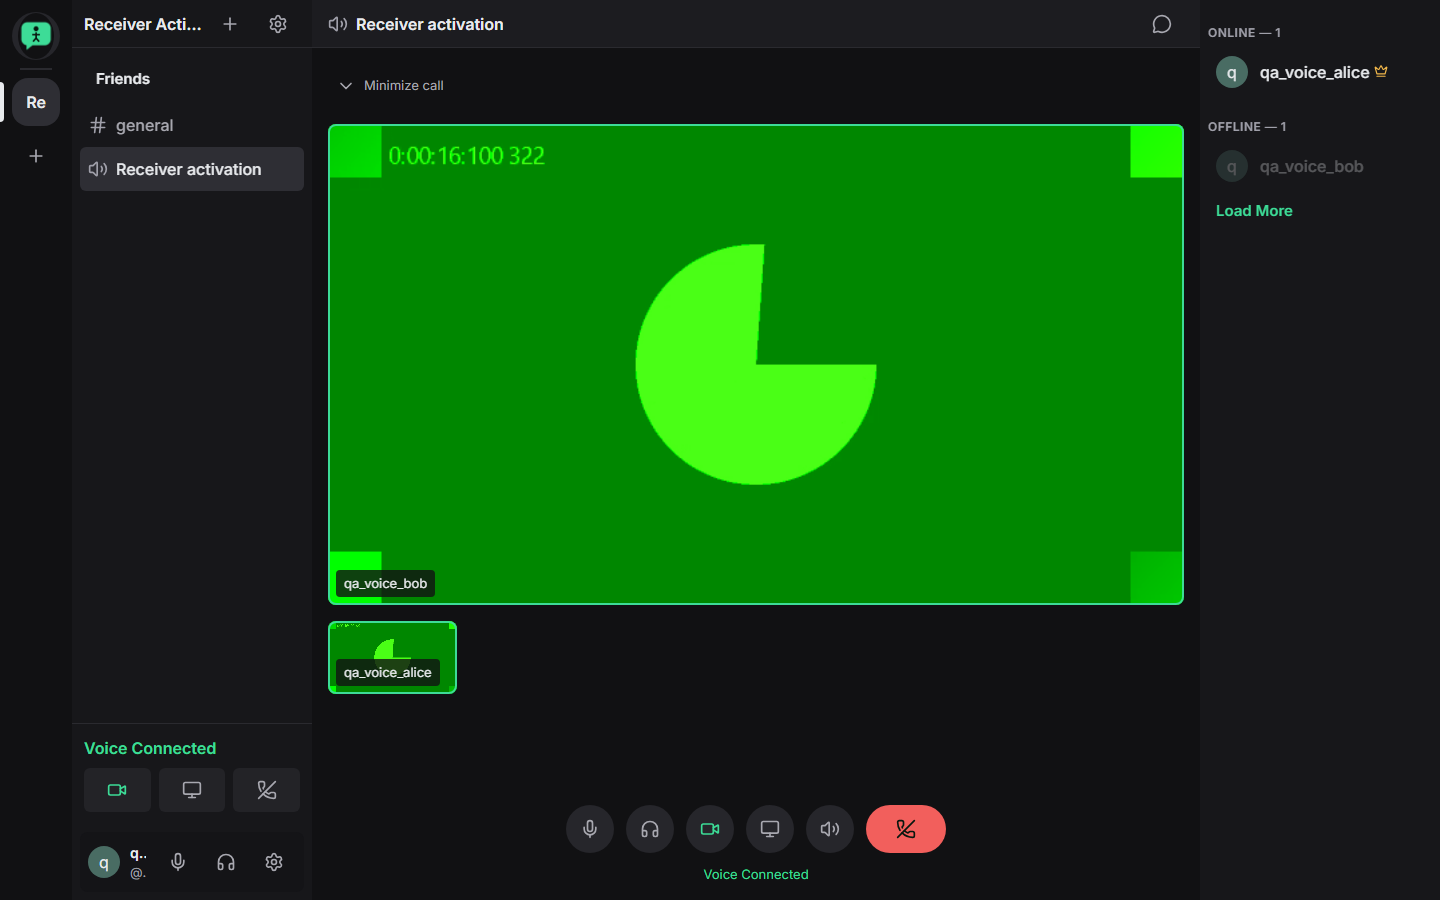 Receiver Acti...
Re
Friends
general
Receiver activation
Voice Connected
q
q..
@.
Receiver activation
Minimize call
0:00:16:100 322
qa_voice_bob
qa_voice_alice
Voice Connected
ONLINE — 1
q
qa_voice_alice
OFFLINE — 1
q
qa_voice_bob
Load More